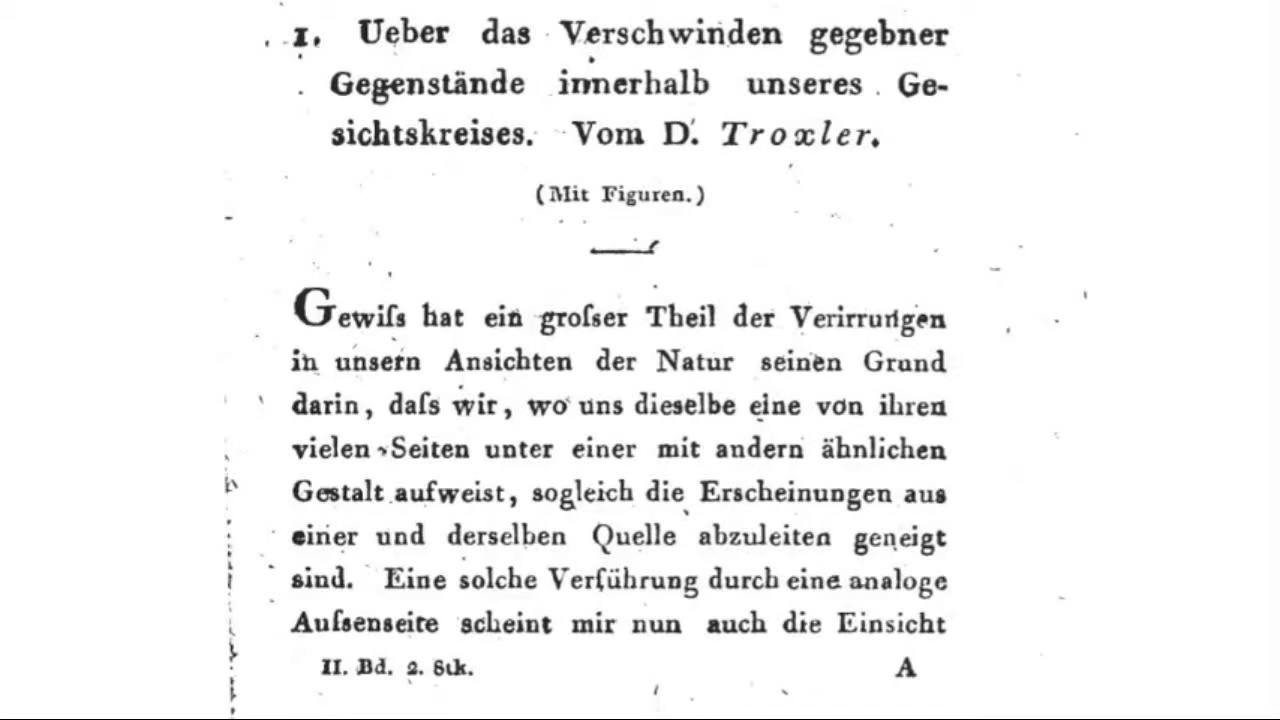 1. Ueber das Verschwinden gegebner
Gegenstände innerhalb unseres Ge-
sichtskreises. Vom D. Troxler.
(Mit Figuren.)
Gewiſs hat ein groſser Theil der Verirrungen
in unsern Ansichten der Natur seinen Grund
darin, daſs wir, wo uns dieselbe eine von ihren
vielen Seiten unter einer mit andern ähnlichen
Gestalt aufweist, sogleich die Erscheinungen aus
einer und derselben Quelle abzuleiten geneigt
sind. Eine solche Verführung durch eine analoge
Auſsenseite scheint mir nun auch die Einsicht
II. Bd. 2. Stk. A